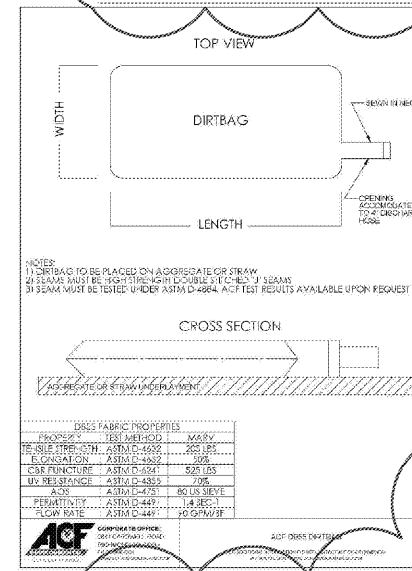 TOP VIEW
WIDTH
DIRTBAG
SEWN IN NEC
OPENING
ACCOMODATE
TO 4" DISCHAR
HOSE
LENGTH
NOTES:
1) DIRTBAG TO BE PLACED ON AGGREGATE OR STRAW
2) SEAMS MUST BE HIGH STRENGTH DOUBLE STITCHED "J" SEAMS
3) SEAM MUST BE TESTED UNDER ASTM D-4884, ACF TEST RESULTS AVAILABLE UPON REQUEST
CROSS SECTION
AGGREGATE OR STRAW UNDERLAYMENT
DB55 FABRIC PROPERTIES
PROPERTY TEST METHOD MARV
TENSILE STRENGTH ASTM D-4632 205 LBS
ELONGATION ASTM D-4632 50%
CBR PUNCTURE ASTM D-6241 525 LBS
UV RESISTANCE ASTM D-4355 70%
AOS ASTM D-4751 80 US SIEVE
PERMITTIVITY ASTM D-4491 1.4 SEC-1
FLOW RATE ASTM D-4491 90 GPM/SF
ACF
CORPORATE OFFICE:
ACF DB55 DIRTBAG